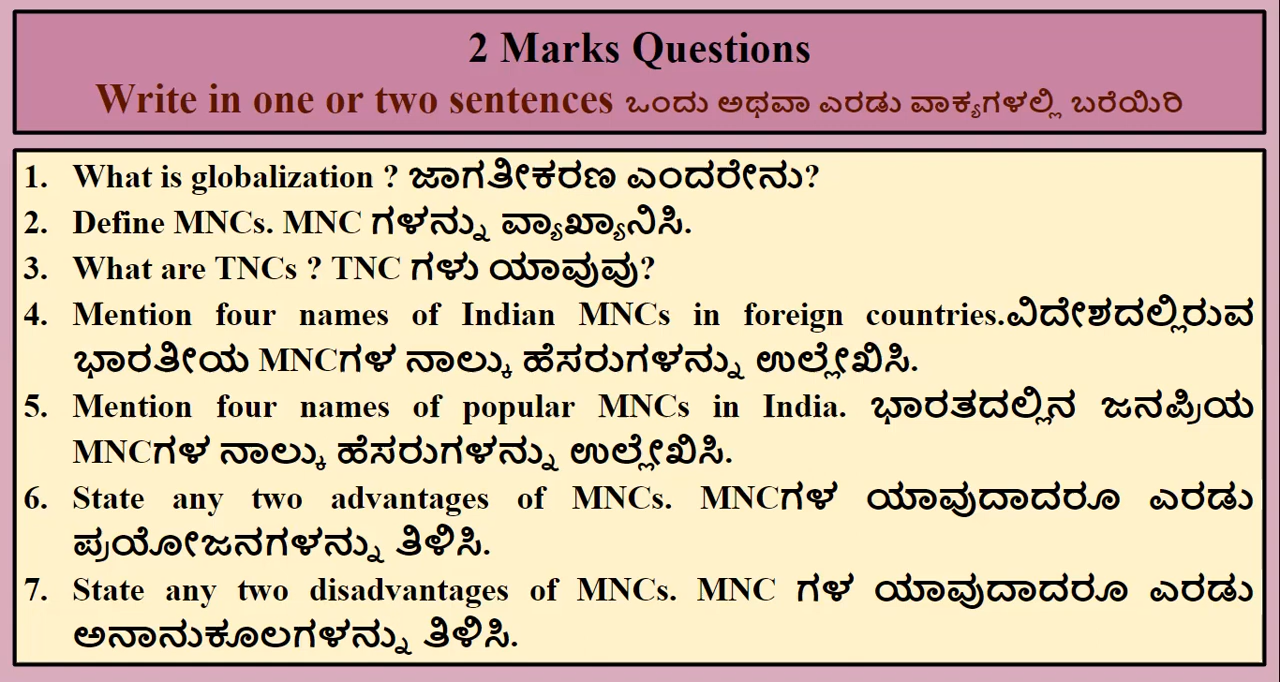 2 Marks Questions
Write in one or two sentences ಒಂದು ಅಥವಾ ಎರಡು ವಾಕ್ಯಗಳಲ್ಲಿ ಬರೆಯಿರಿ
1. What is globalization ? ಜಾಗತೀಕರಣ ಎಂದರೇನು?
2. Define MNCs. MNC ಗಳನ್ನು ವ್ಯಾಖ್ಯಾನಿಸಿ.
3. What are TNCs ? TNC ಗಳು ಯಾವುವು?
4. Mention four names of Indian MNCs in foreign countries.ವಿದೇಶದಲ್ಲಿರುವ
ಭಾರತೀಯ MNCಗಳ ನಾಲ್ಕು ಹೆಸರುಗಳನ್ನು ಉಲ್ಲೇಖಿಸಿ.
5. Mention four names of popular MNCs in India. ಭಾರತದಲ್ಲಿನ ಜನಪ್ರಿಯ
MNCಗಳ ನಾಲ್ಕು ಹೆಸರುಗಳನ್ನು ಉಲ್ಲೇಖಿಸಿ.
6. State any two advantages of MNCs. MNCಗಳ ಯಾವುದಾದರೂ ಎರಡು
ಪ್ರಯೋಜನಗಳನ್ನು ತಿಳಿಸಿ.
7. State any two disadvantages of MNCs. MNC ಗಳ ಯಾವುದಾದರೂ ಎರಡು
ಅನಾನುಕೂಲಗಳನ್ನು ತಿಳಿಸಿ.